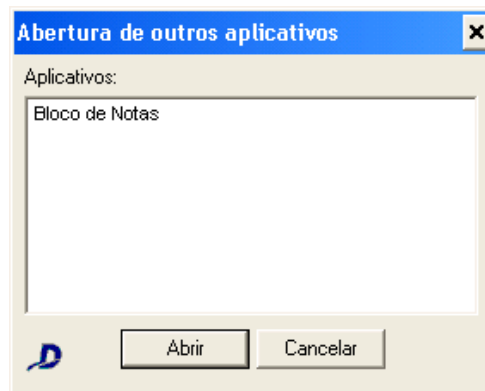 Abertura de outros aplicativos
Aplicativos:
Bloco de Notas
D
Abrir Cancelar